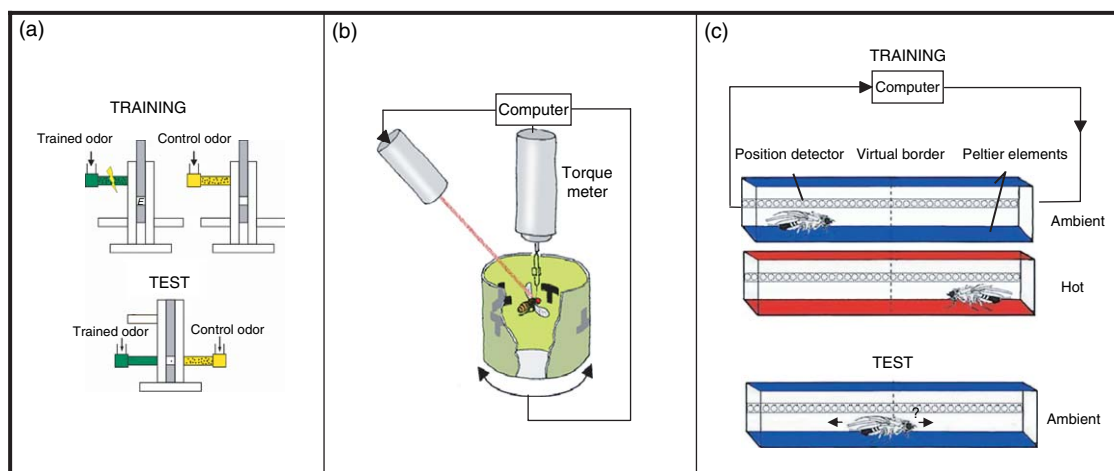 (a)
TRAINING
Trained odor Control odor
E
TEST
Trained odor Control odor
(b)
Computer
Torque
meter
T
(c)
TRAINING
Computer
Position detector Virtual border Peltier elements
Ambient
Hot
TEST
?
Ambient